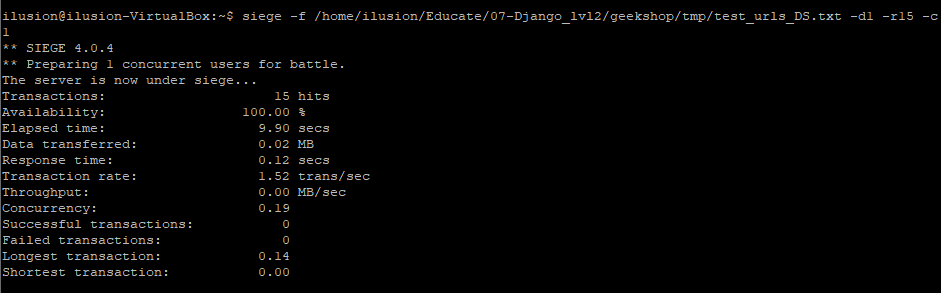 ilusion@ilusion-VirtualBox:~$ siege -f /home/ilusion/Educate/07-Django_lvl2/geekshop/tmp/test_urls_DS.txt -d1 -r15 -c
1
** SIEGE 4.0.4
** Preparing 1 concurrent users for battle.
The server is now under siege...
Transactions: 15 hits
Availability: 100.00 %
Elapsed time: 9.90 secs
Data transferred: 0.02 MB
Response time: 0.12 secs
Transaction rate: 1.52 trans/sec
Throughput: 0.00 MB/sec
Concurrency: 0.19
Successful transactions: 0
Failed transactions: 0
Longest transaction: 0.14
Shortest transaction: 0.00